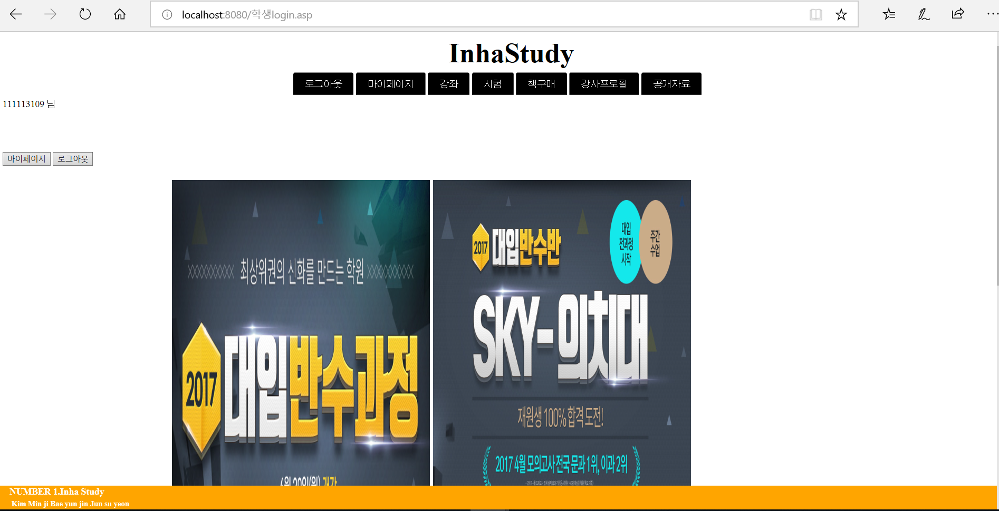 localhost:8080/학생login.asp
InhaStudy
로그아웃 마이페이지 강좌 시험 책구매 강사프로필 공개자료
111113109 님
마이페이지 로그아웃
최상위권의 신화를 만드는 학원
2017 대입반수과정
2017 대입반수반
대입
전과정
시작
주간
수업
SKY-의치대
재원생 100% 합격 도전!
2017 4월 모의고사 전국 문과 1위, 이과 2위
NUMBER 1.Inha Study
Kim Min ji Bae yun jin Jun su yeon